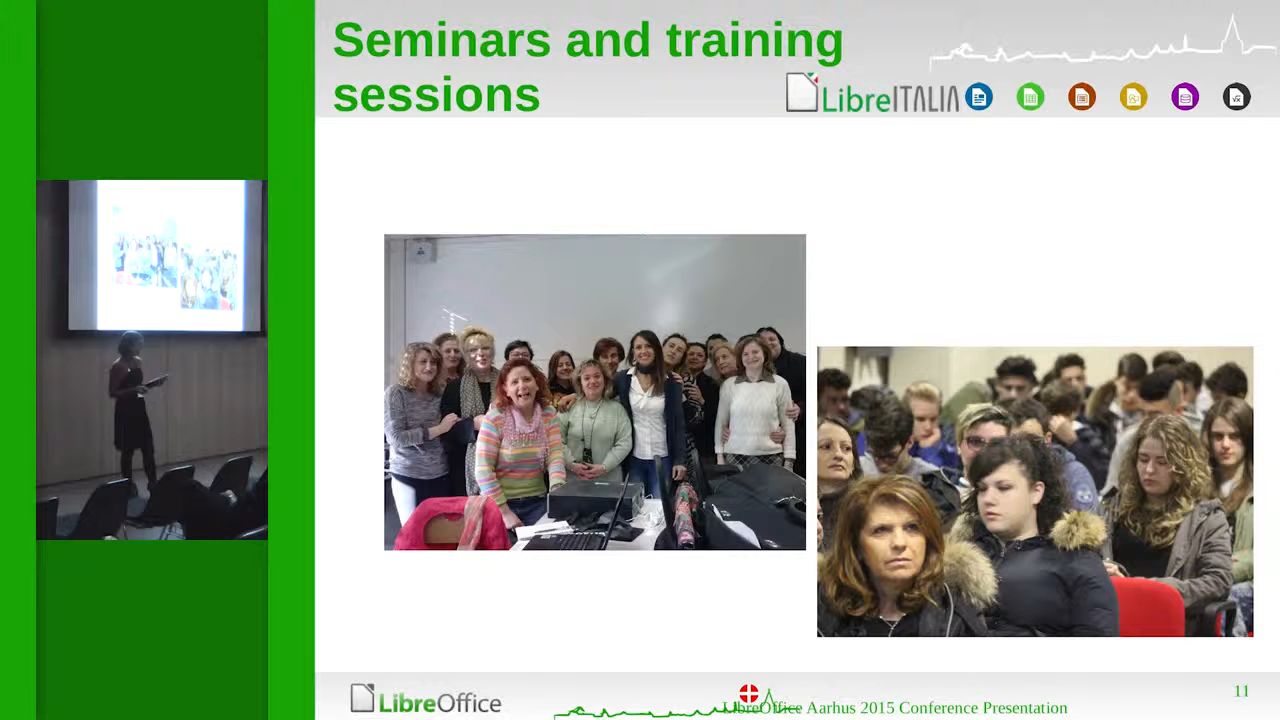 Seminars and training
sessions
LibreITALIA
LibreOffice
LibreOffice Aarhus 2015 Conference Presentation
11